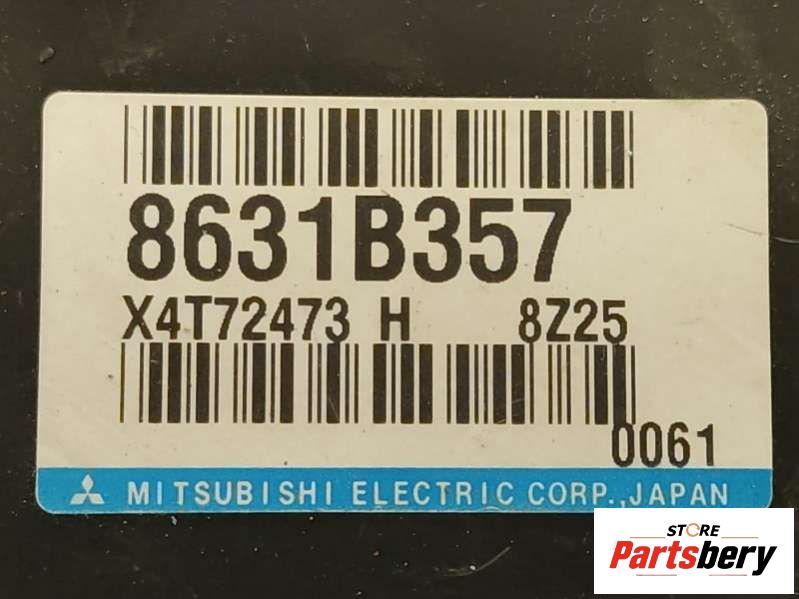 8631B357
X4T72473 H 8Z25
0061
MITSUBISHI ELECTRIC CORP.,JAPAN
STORE
Partsbery